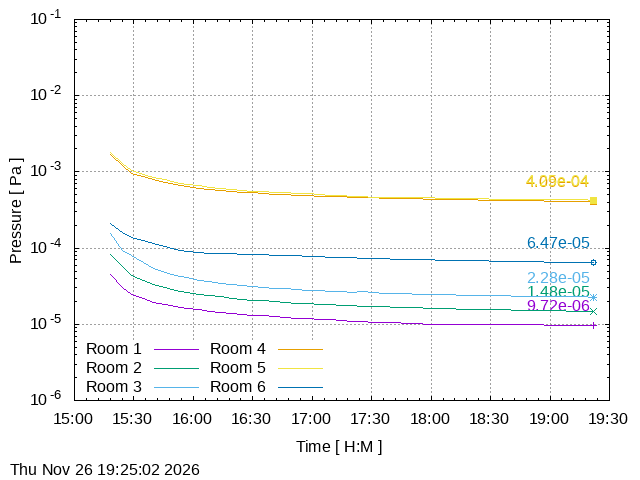 10-1
10-2
10-3
10-4
10-5
10-6
Pressure [ Pa ]
4.09e-04
6.47e-05
2.28e-05
1.48e-05
9.72e-06
Room 1 Room 4
Room 2 Room 5
Room 3 Room 6
15:00 15:30 16:00 16:30 17:00 17:30 18:00 18:30 19:00 19:30
Time [ H:M ]
Thu Nov 26 19:25:02 2026